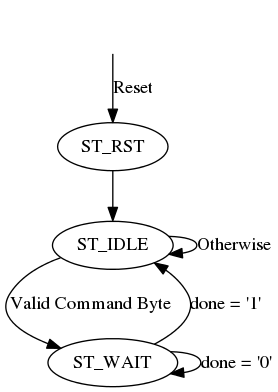 Reset
ST_RST
ST_IDLE
Otherwise
Valid Command Byte
done = '1'
ST_WAIT
done = '0'